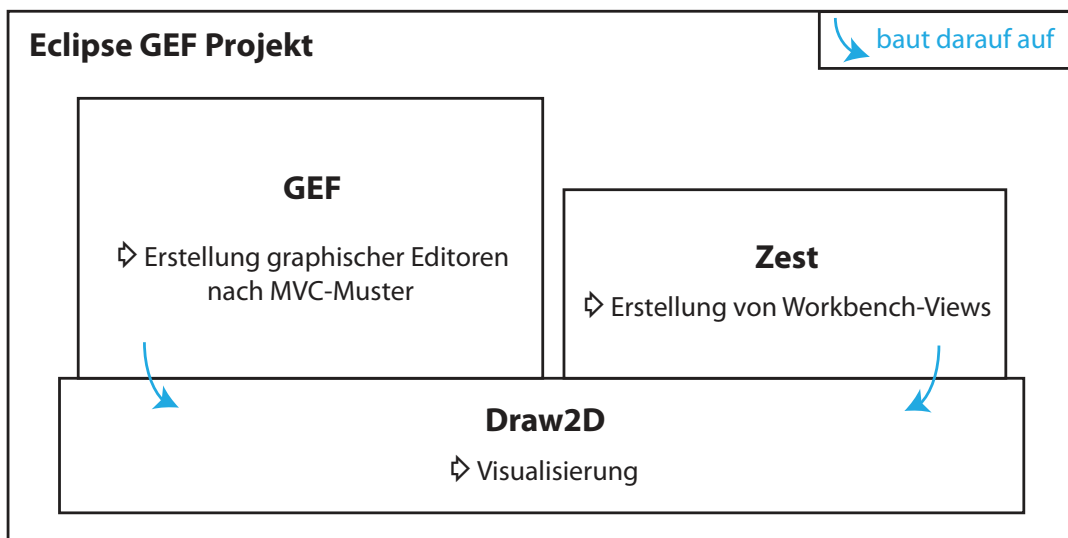 Eclipse GEF Projekt
baut darauf auf
GEF
Erstellung graphischer Editoren
nach MVC-Muster
Zest
Erstellung von Workbench-Views
Draw2D
Visualisierung